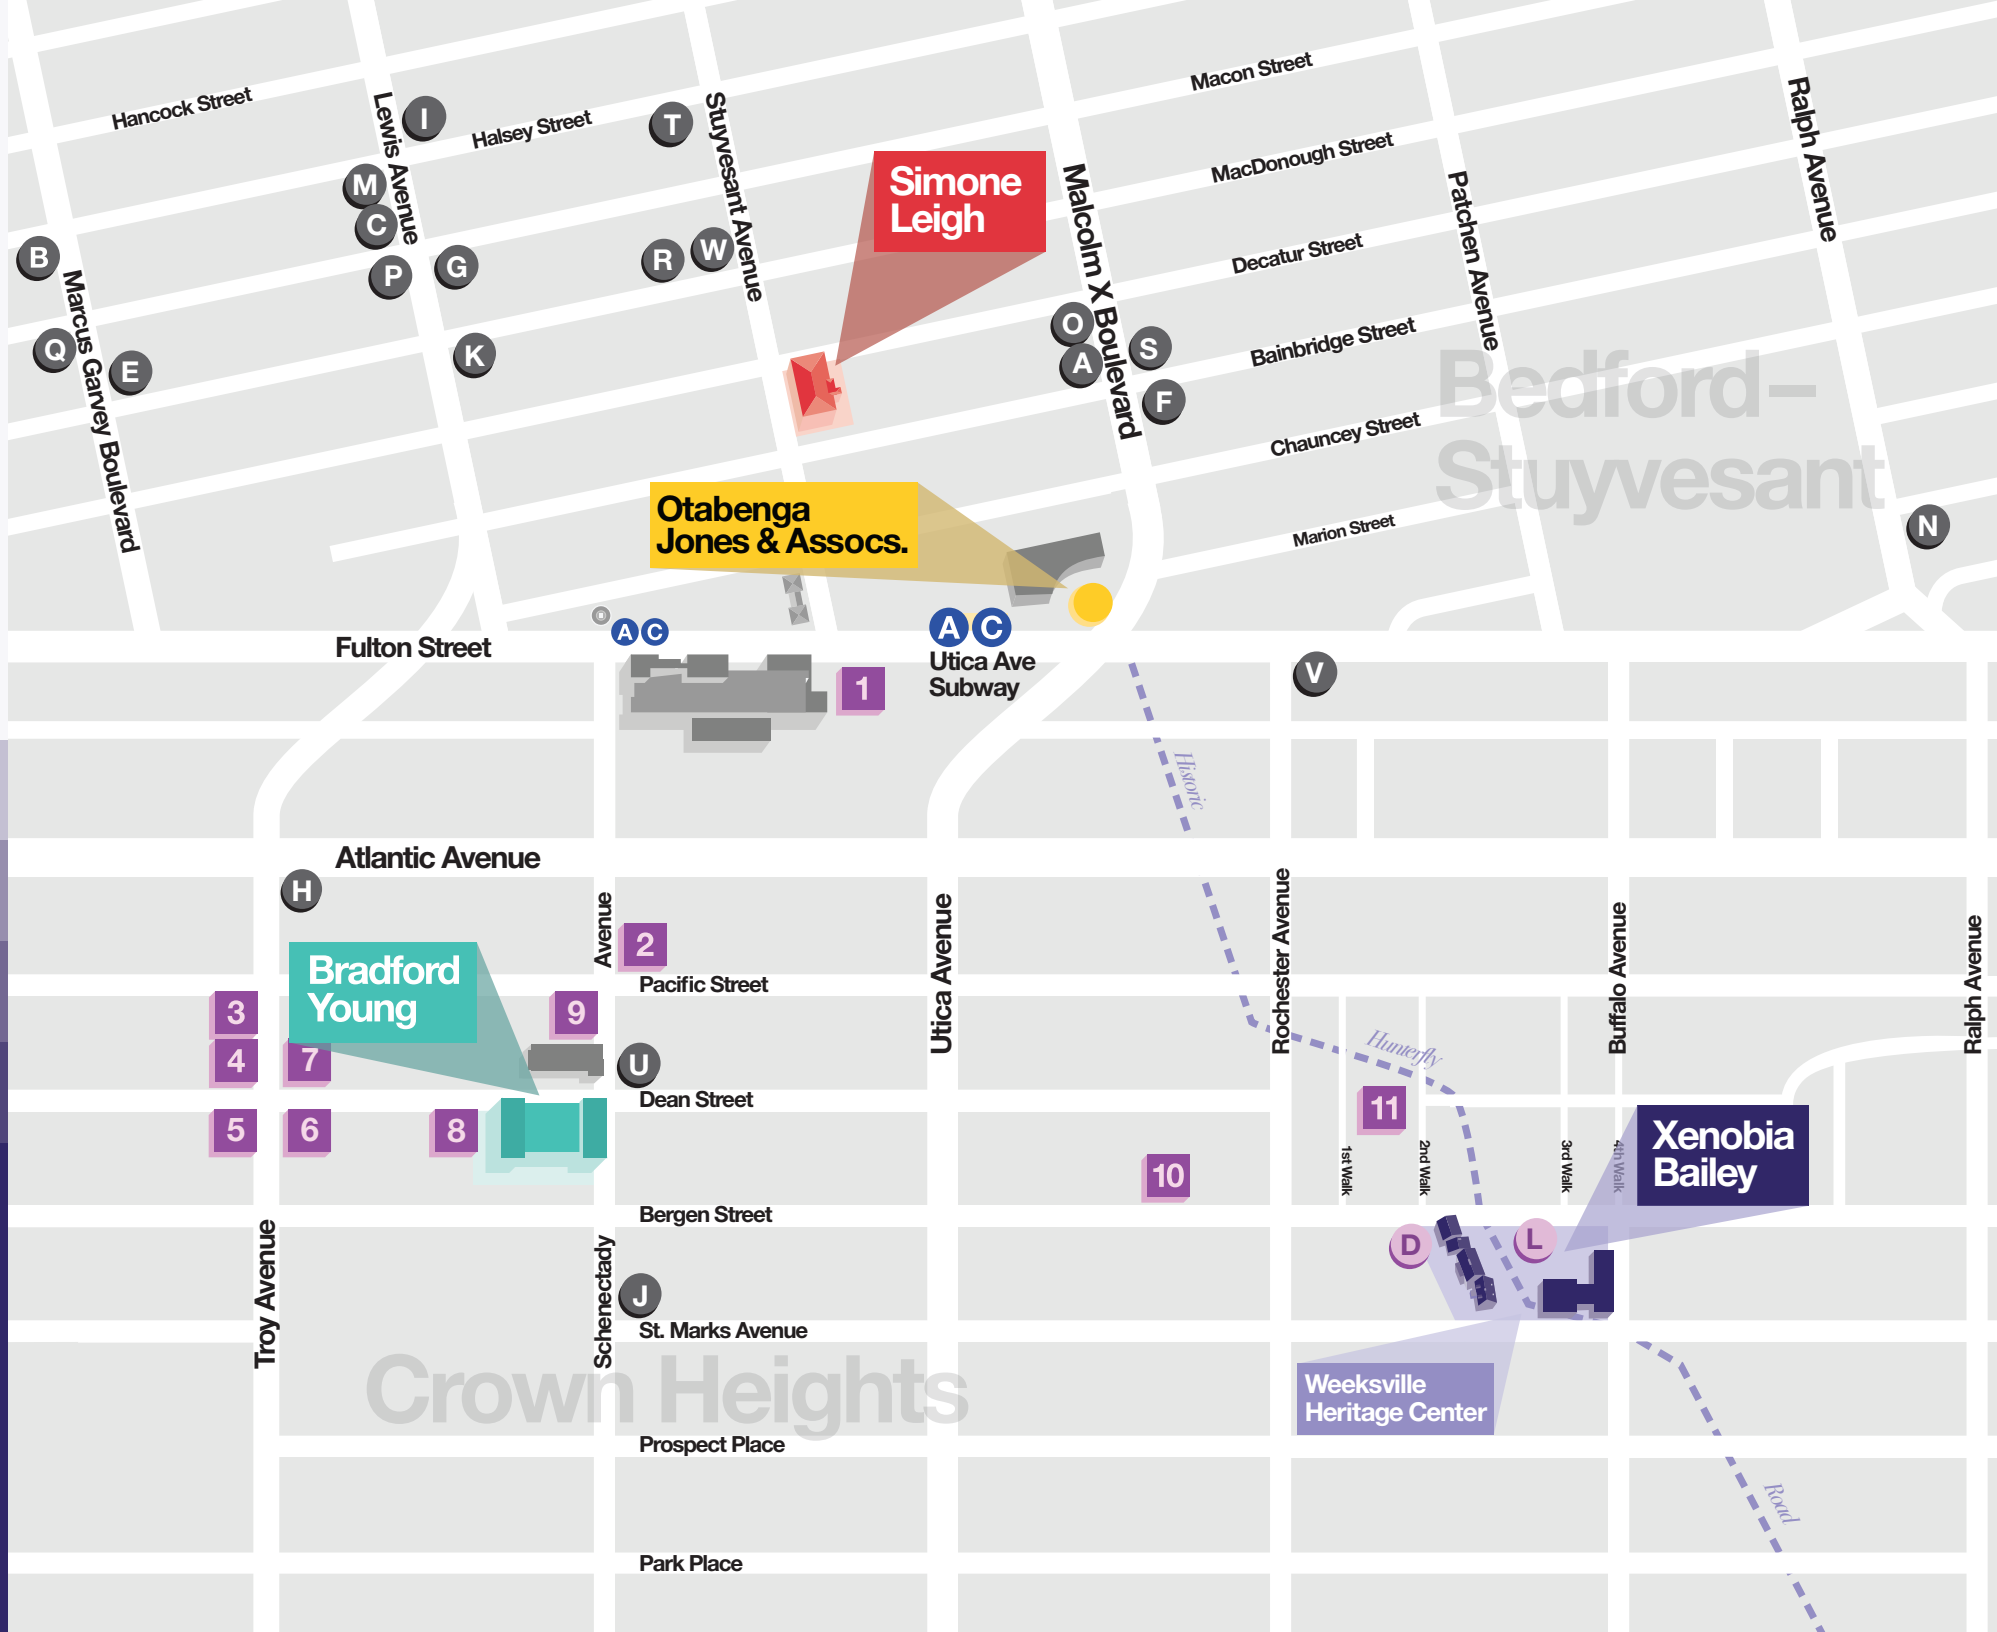 Macon Street
Hancock Street
Lewis Avenue
I
Halsey Street
T
Stuyvesant Avenue
Ralph Avenue
MacDonough Street
Simone
Leigh
Malcolm X Boulevard
Patchen Avenue
M
C
B
P
G
R
W
Decatur Street
Marcus Garvey Boulevard
Q
E
K
O
A
S
F
Bainbridge Street
Bedford–
Stuyvesant
Chauncey Street
Marion Street
N
Otabenga
Jones & Assocs.
A C
A C
Fulton Street
Utica Ave
Subway
1
V
Historic
Atlantic Avenue
H
Avenue
2
Pacific Street
Utica Avenue
Rochester Avenue
Buffalo Avenue
Ralph Avenue
Bradford
Young
3
4
7
9
U
Dean Street
5
6
8
Hunterfly
11
10
1st Walk
2nd Walk
3rd Walk
4th Walk
Xenobia
Bailey
Bergen Street
D
L
Troy Avenue
Schenectady
J
St. Marks Avenue
Crown Heights
Weeksville
Heritage Center
Prospect Place
Road
Park Place